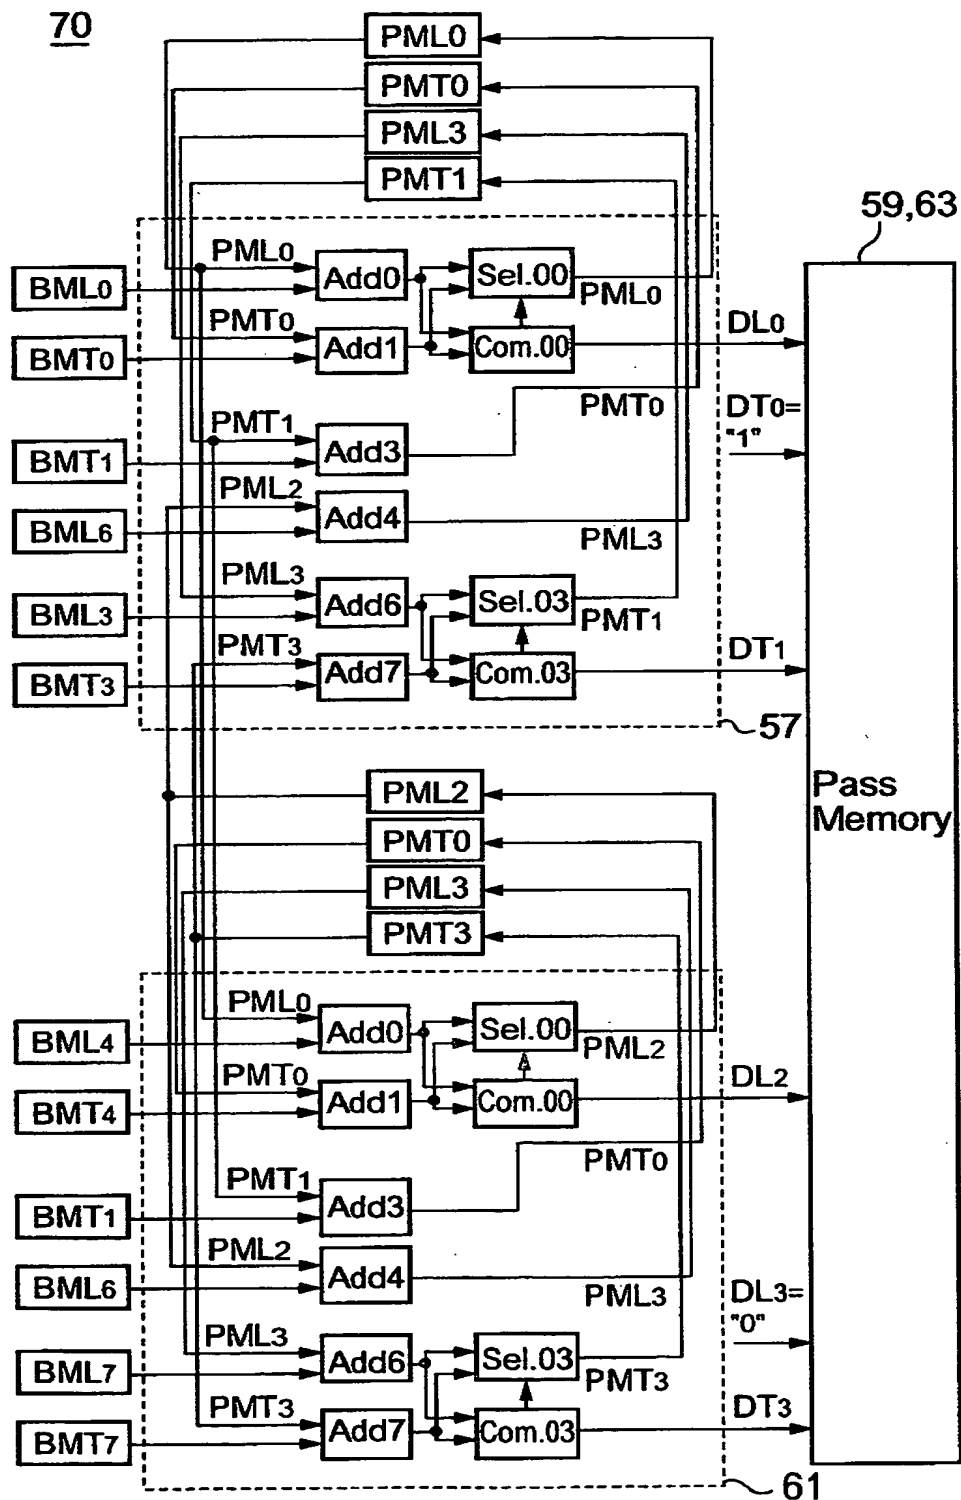 70
PML0
PMT0
PML3
PMT1
59,63
BML0
PML0
Add0
Sel.00
PML0
DL0
BMT0
PMT0
Add1
Com.00
PMT0
DT0=
"1"
BMT1
PMT1
Add3
BML6
PML2
Add4
PML3
BML3
PML3
Add6
Sel.03
PMT1
BMT3
PMT3
Add7
Com.03
DT1
57
Pass
Memory
PML2
PMT0
PML3
PMT3
BML4
PML0
Add0
Sel.00
PML2
BMT4
PMT0
Add1
Com.00
DL2
PMT0
BMT1
PMT1
Add3
BML6
PML2
Add4
PML3
DL3=
"0"
BML7
PML3
Add6
Sel.03
PMT3
BMT7
PMT3
Add7
Com.03
DT3
61